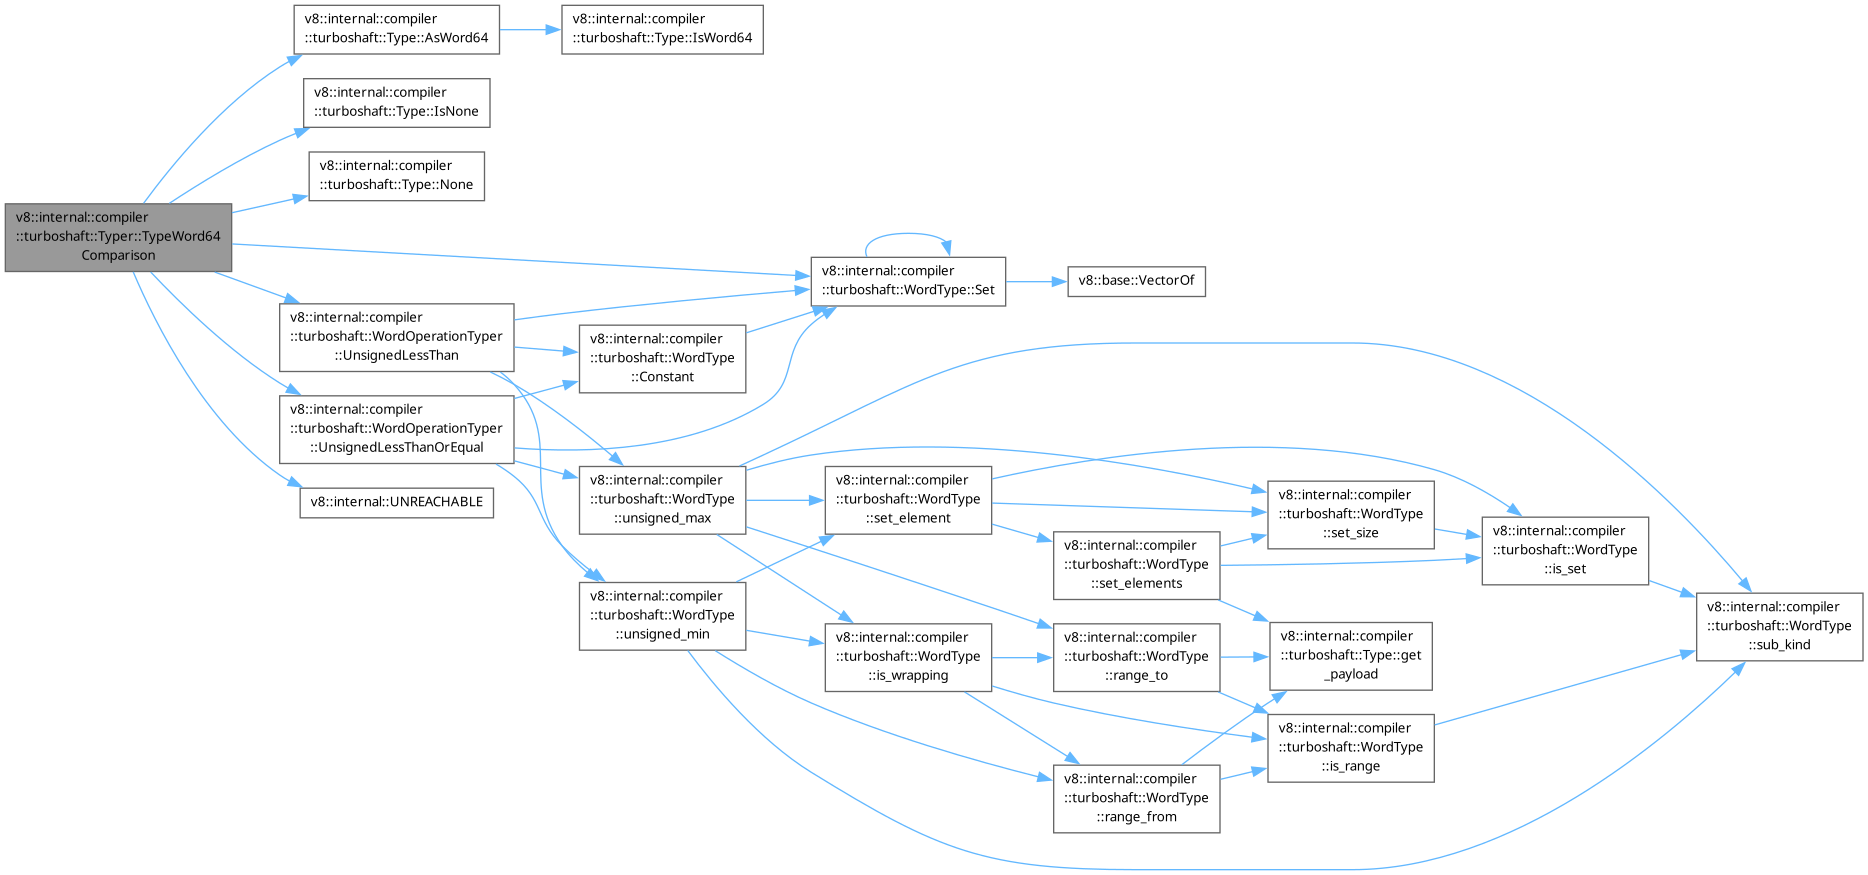 v8::internal::compiler
::turboshaft::Type::AsWord64
v8::internal::compiler
::turboshaft::Type::IsWord64
v8::internal::compiler
::turboshaft::Type::IsNone
v8::internal::compiler
::turboshaft::Type::None
v8::internal::compiler
::turboshaft::Typer::TypeWord64
Comparison
v8::internal::compiler
::turboshaft::WordType::Set
v8::base::VectorOf
v8::internal::compiler
::turboshaft::WordOperationTyper
::UnsignedLessThan
v8::internal::compiler
::turboshaft::WordType
::Constant
v8::internal::compiler
::turboshaft::WordOperationTyper
::UnsignedLessThanOrEqual
v8::internal::UNREACHABLE
v8::internal::compiler
::turboshaft::WordType
::unsigned_max
v8::internal::compiler
::turboshaft::WordType
::set_element
v8::internal::compiler
::turboshaft::WordType
::set_size
v8::internal::compiler
::turboshaft::WordType
::is_set
v8::internal::compiler
::turboshaft::WordType
::set_elements
v8::internal::compiler
::turboshaft::WordType
::unsigned_min
v8::internal::compiler
::turboshaft::WordType
::sub_kind
v8::internal::compiler
::turboshaft::WordType
::is_wrapping
v8::internal::compiler
::turboshaft::WordType
::range_to
v8::internal::compiler
::turboshaft::Type::get
_payload
v8::internal::compiler
::turboshaft::WordType
::is_range
v8::internal::compiler
::turboshaft::WordType
::range_from